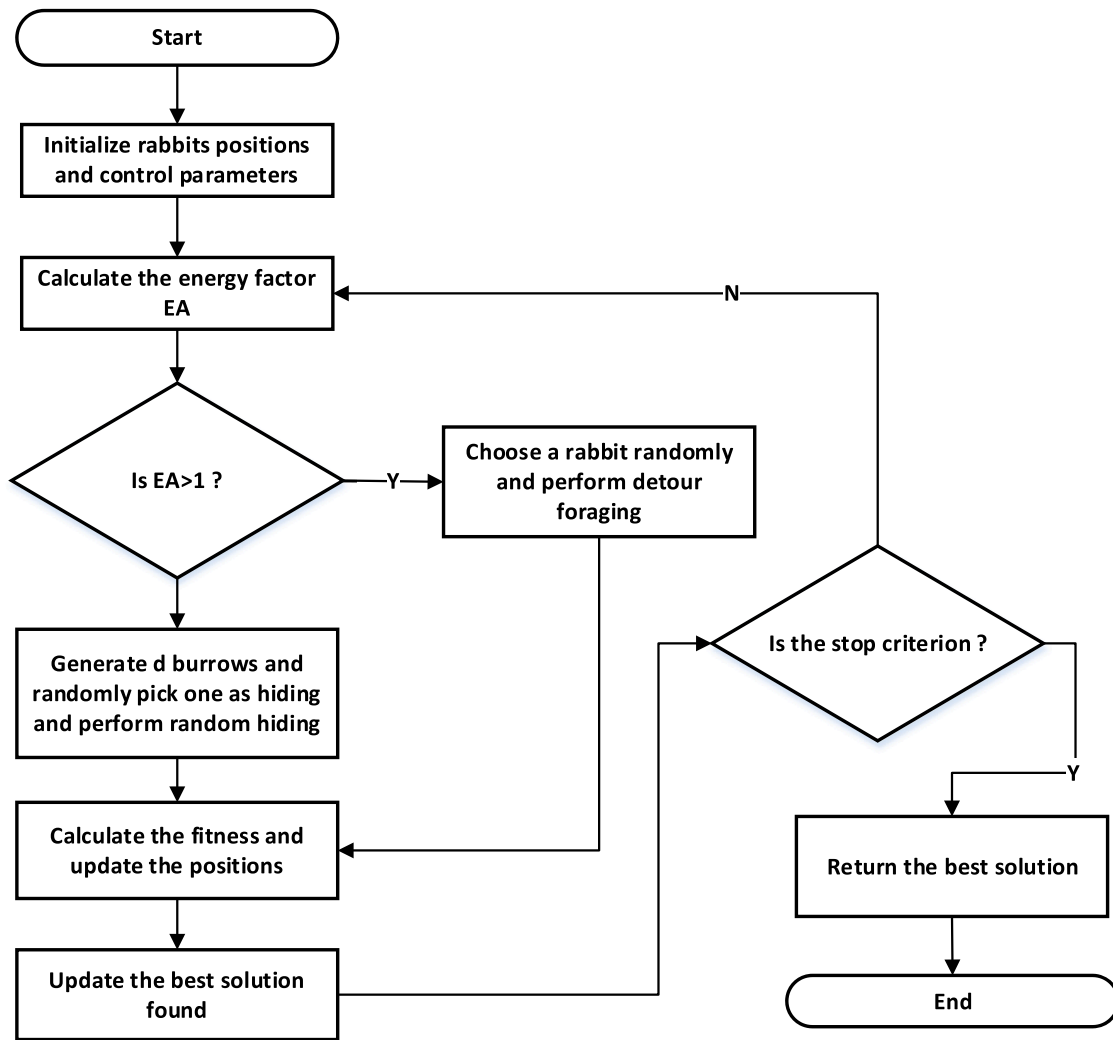 Start
Initialize rabbits positions
and control parameters
Calculate the energy factor
EA
N
Is EA>1 ?
Y
Choose a rabbit randomly
and perform detour
foraging
Generate d burrows and
randomly pick one as hiding
and perform random hiding
Is the stop criterion ?
Y
Calculate the fitness and
update the positions
Return the best solution
Update the best solution
found
End